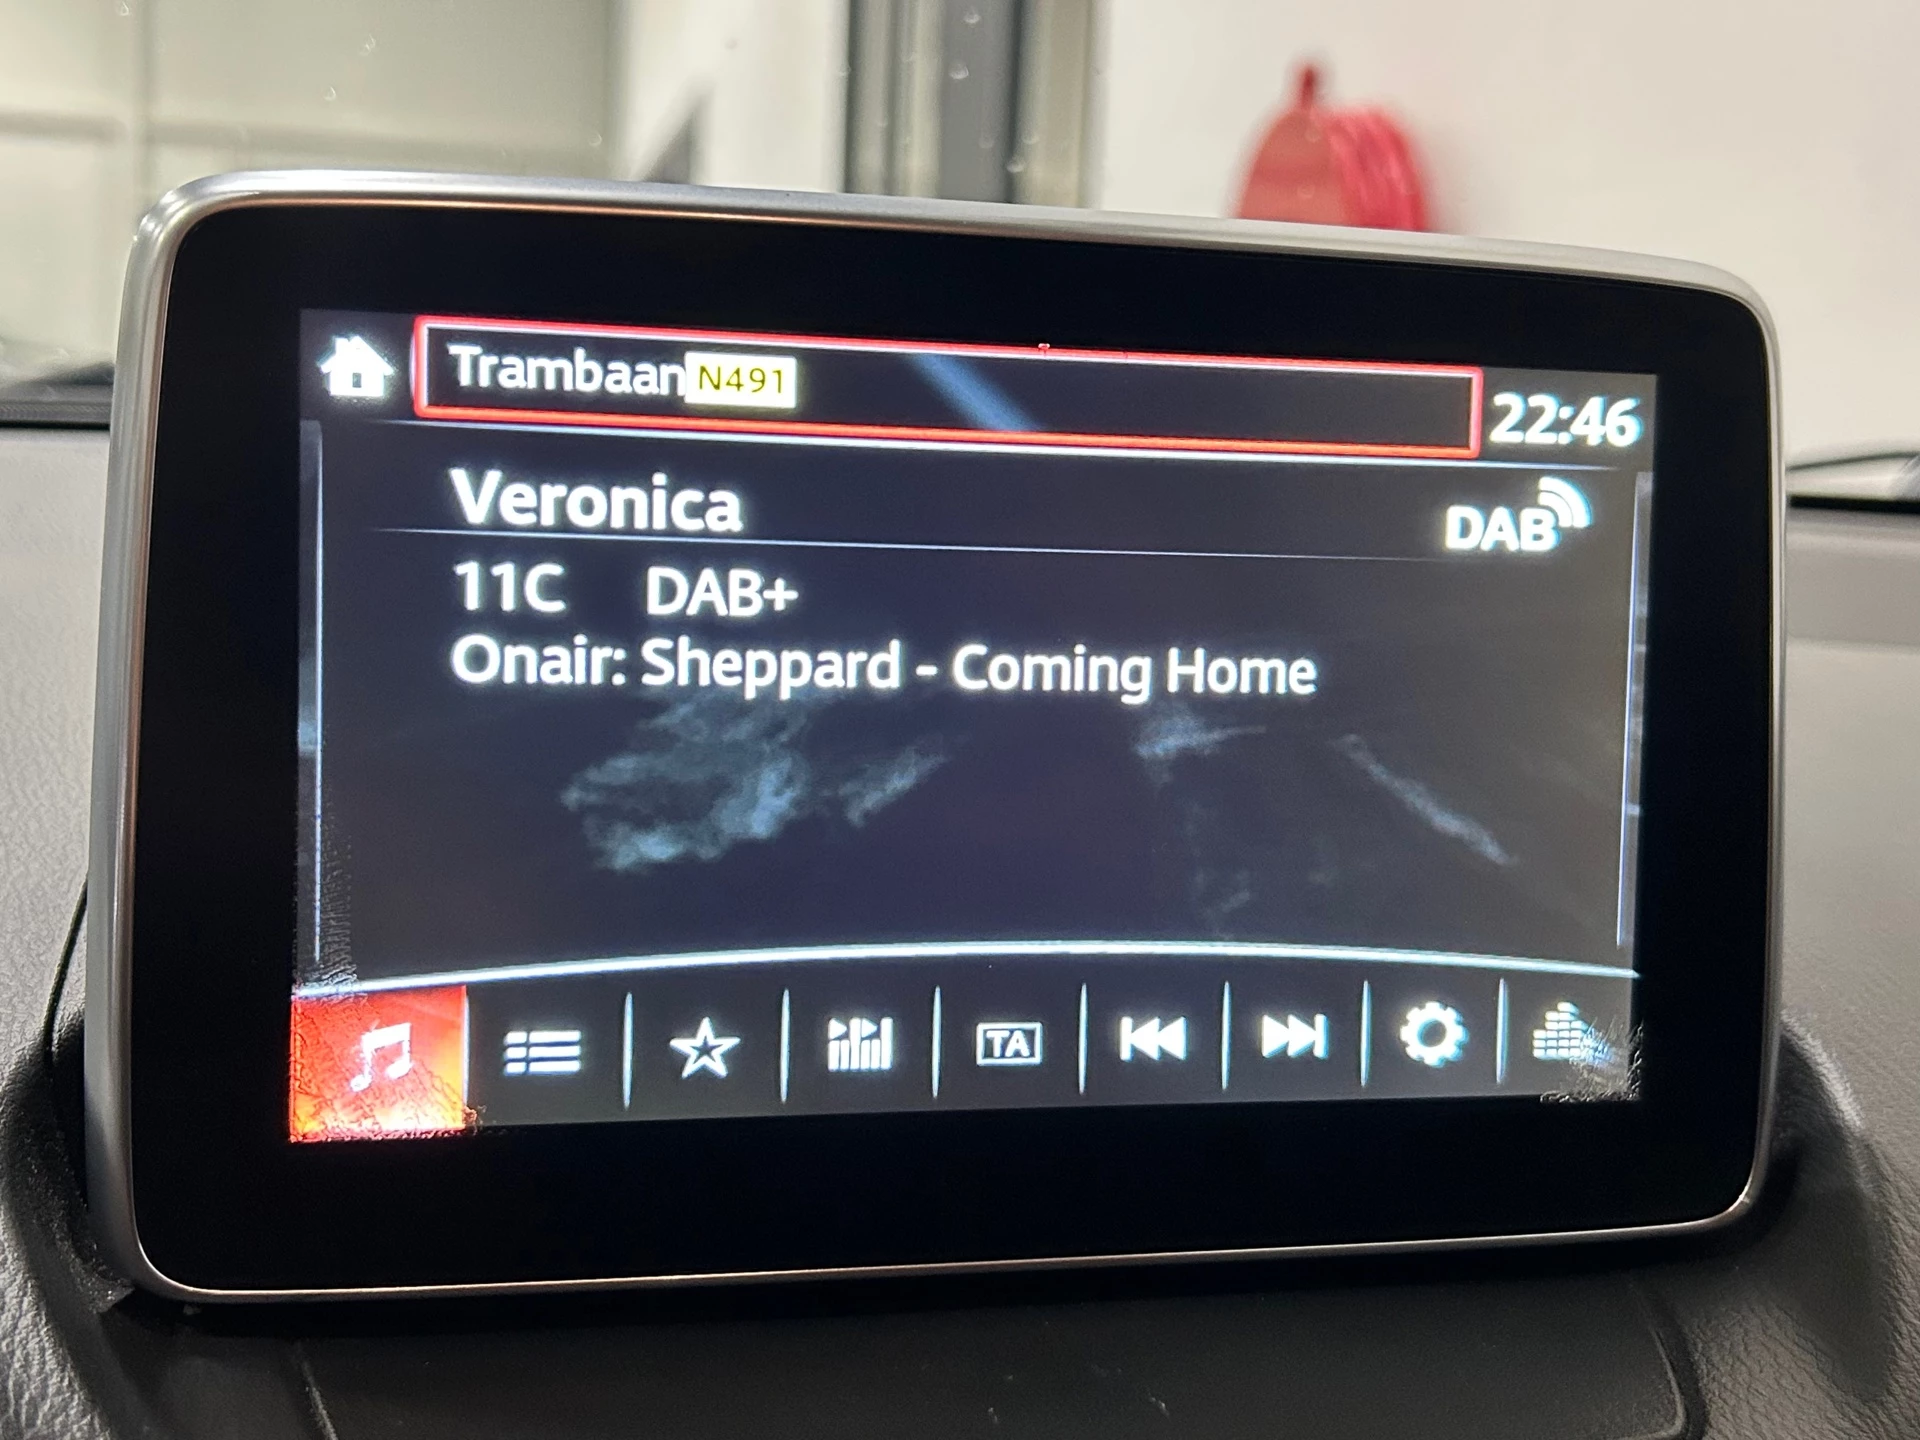 Trambaan N491
22:46
Veronica
DAB
11C DAB+
Onair: Sheppard - Coming Home
TA